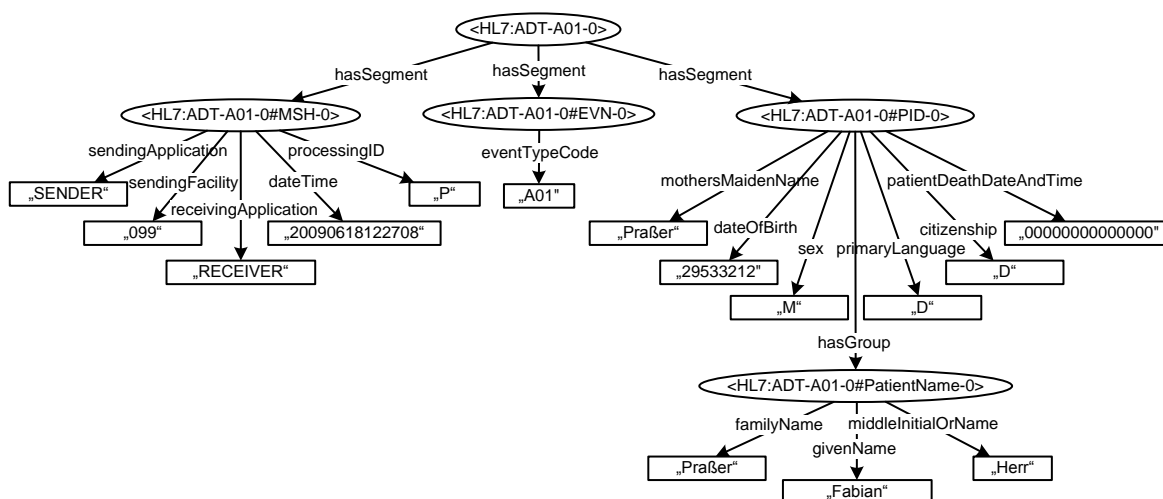 <HL7:ADT-A01-0>
hasSegment
hasSegment
hasSegment
<HL7:ADT-A01-0#MSH-0>
<HL7:ADT-A01-0#EVN-0>
<HL7:ADT-A01-0#PID-0>
sendingApplication
processingID
eventTypeCode
sendingFacility
dateTime
mothersMaidenName
patientDeathDateAndTime
„SENDER“
„P“
„A01"
receivingApplication
dateOfBirth
citizenship
„099“
„20090618122708“
„Praßer“
„00000000000000“
sex
primaryLanguage
„RECEIVER“
„29533212"
„D“
„M“
„D“
hasGroup
<HL7:ADT-A01-0#PatientName-0>
familyName
middleInitialOrName
givenName
„Praßer“
„Herr“
„Fabian“